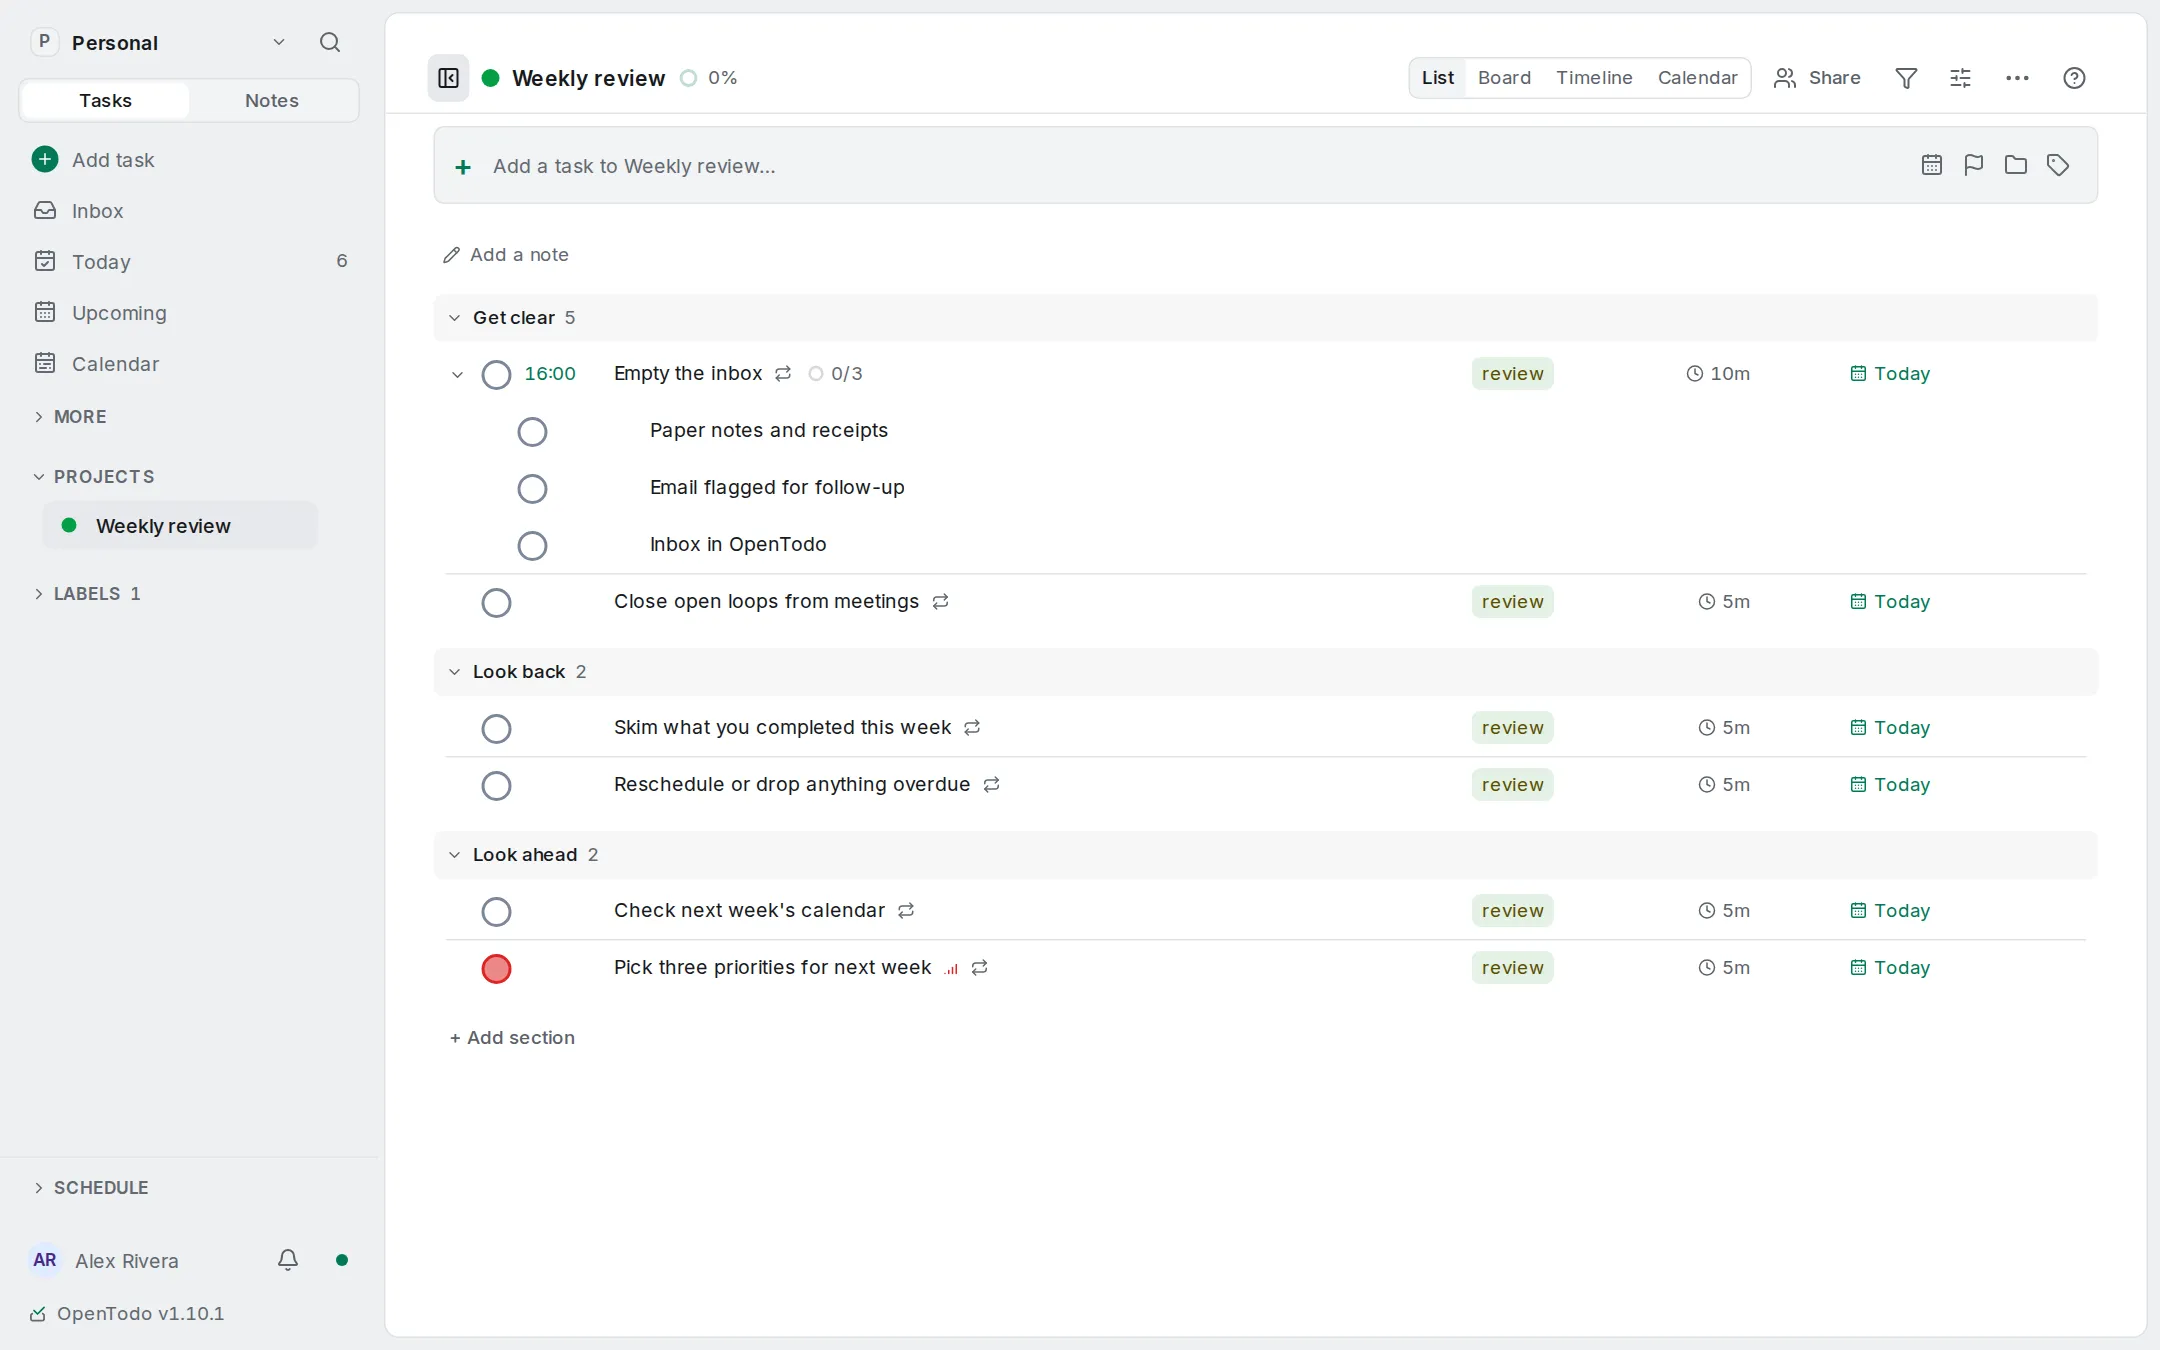 P Personal
Tasks Notes
Add task
Inbox
Today 6
Upcoming
Calendar
MORE
PROJECTS
Weekly review
LABELS 1
SCHEDULE
AR Alex Rivera
OpenTodo v1.10.1
Weekly review 0%
List Board Timeline Calendar Share
+ Add a task to Weekly review...
Add a note
Get clear 5
16:00 Empty the inbox 0/3 review 10m Today
Paper notes and receipts
Email flagged for follow-up
Inbox in OpenTodo
Close open loops from meetings review 5m Today
Look back 2
Skim what you completed this week review 5m Today
Reschedule or drop anything overdue review 5m Today
Look ahead 2
Check next week's calendar review 5m Today
Pick three priorities for next week review 5m Today
+ Add section